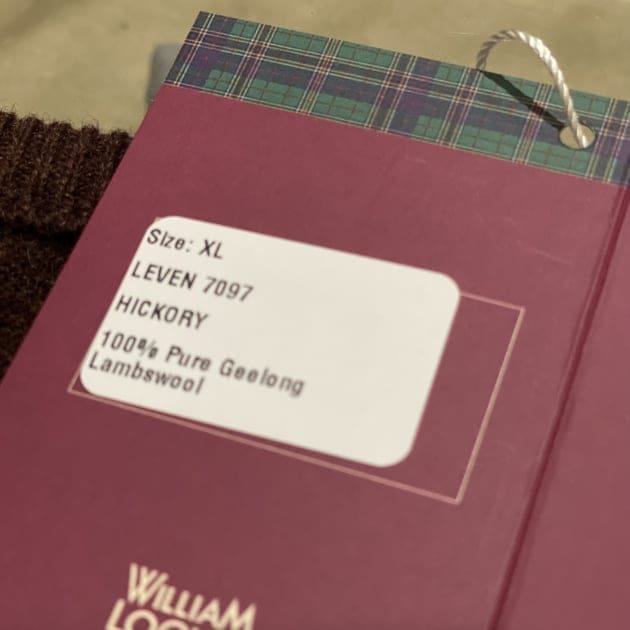 Size: XL
LEVEN 7097
HICKORY
100% Pure Geelong
Lambswool
WILLIAM